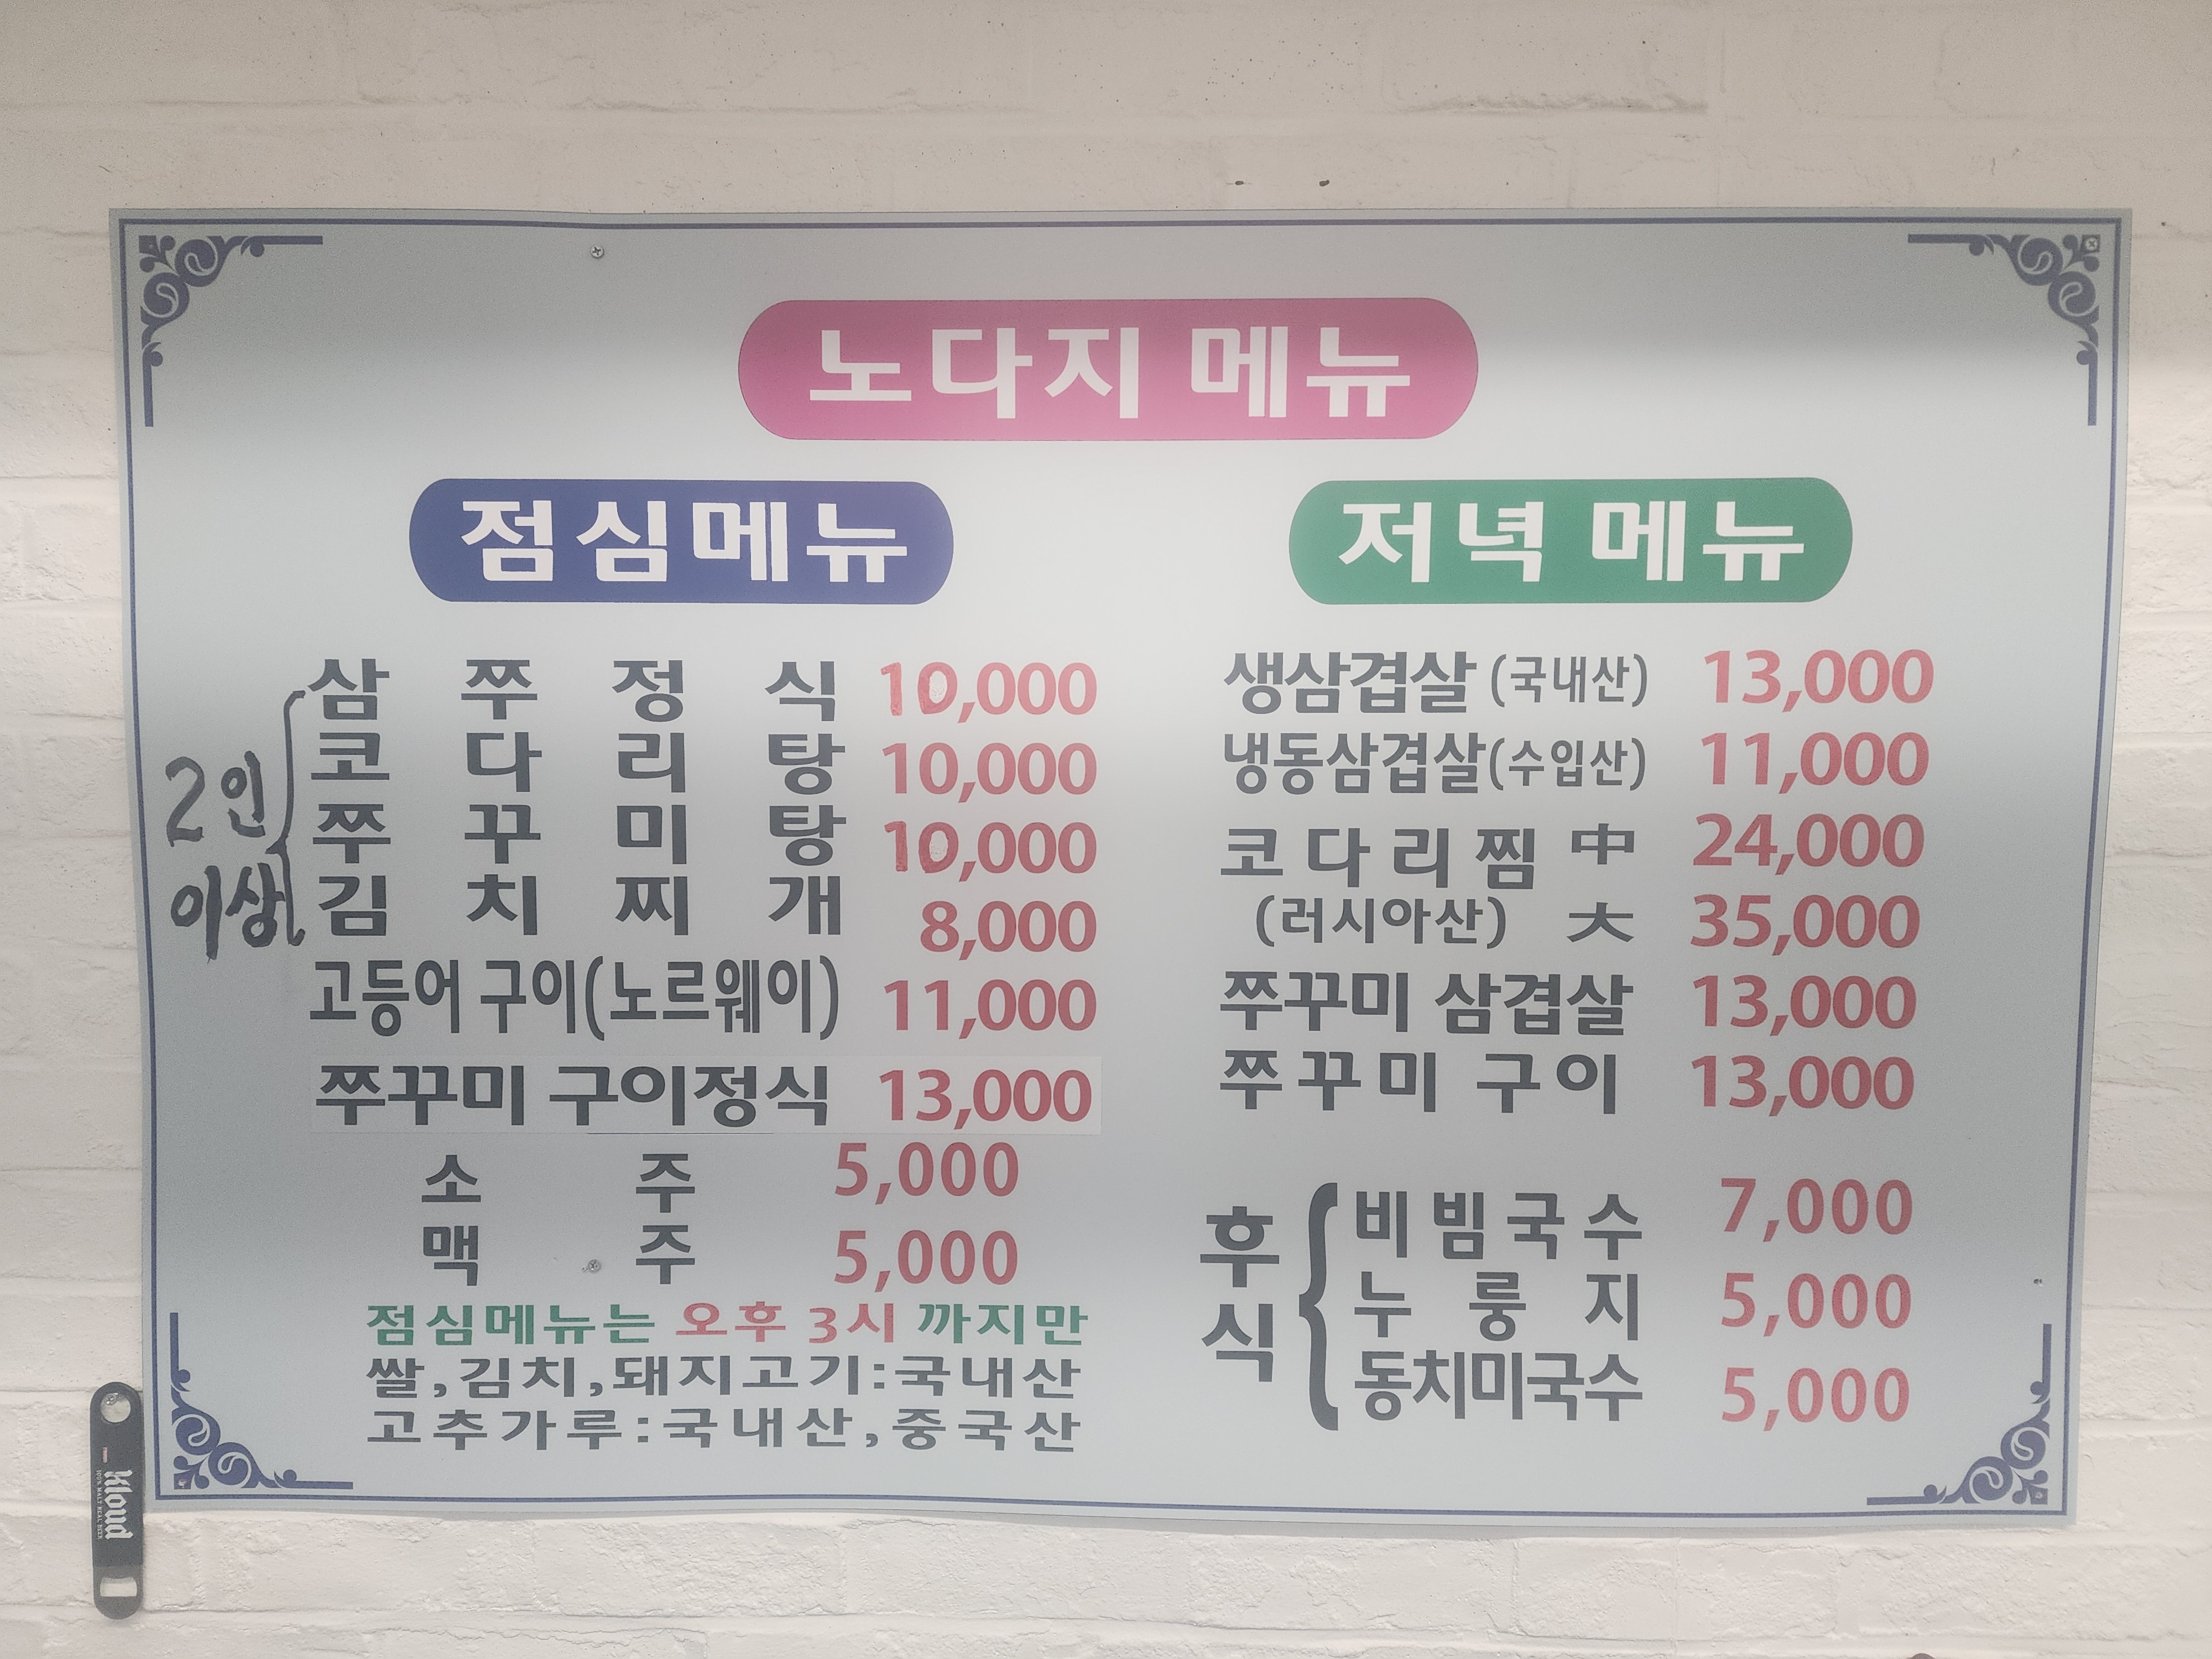 노다지 메뉴
점심메뉴
삼쭈정식 10,000
코다리탕 10,000
쭈꾸미탕 10,000
김치찌개 8,000
2인
이상
고등어 구이(노르웨이) 11,000
쭈꾸미 구이정식 13,000
소주 5,000
맥주 5,000
점심메뉴는 오후 3시 까지만
쌀,김치,돼지고기:국내산
고추가루:국내산,중국산
저녁 메뉴
생삼겹살 (국내산) 13,000
냉동삼겹살(수입산) 11,000
코다리찜 中 24,000
(러시아산) 大 35,000
쭈꾸미 삼겹살 13,000
쭈꾸미 구이 13,000
후식
비빔국수 7,000
누룽지 5,000
동치미국수 5,000
Kloud
100% MALT REAL BEER